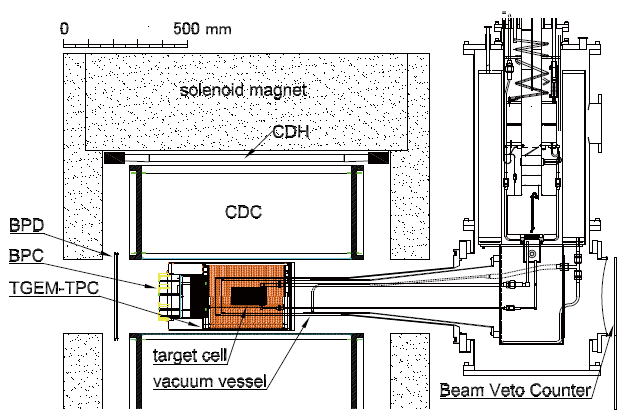 0 500 mm
solenoid magnet
CDH
CDC
BPD
BPC
TGEM-TPC
target cell
vacuum vessel
Beam Veto Counter